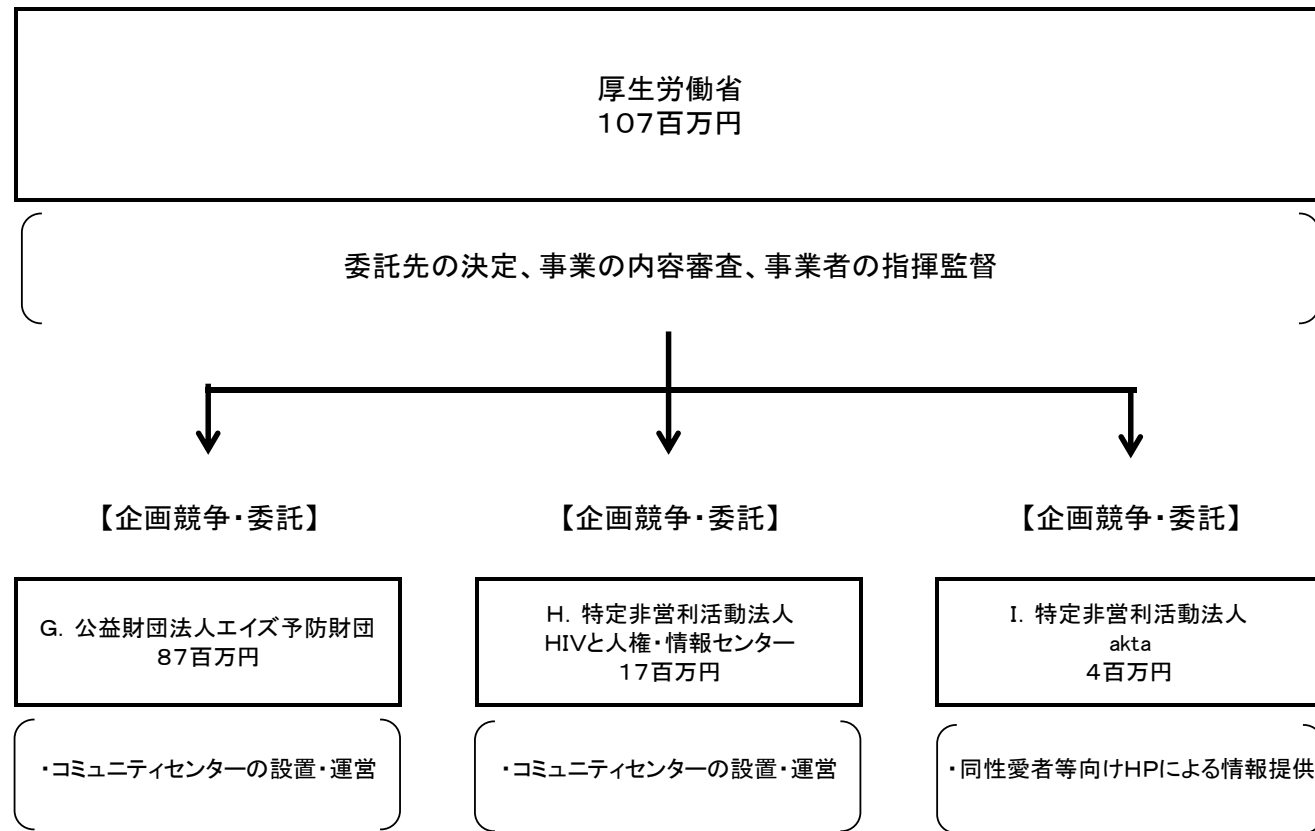 厚生労働省
107百万円
委託先の決定、事業の内容審査、事業者の指揮監督
【企画競争・委託】
【企画競争・委託】
【企画競争・委託】
G. 公益財団法人エイズ予防財団
87百万円
H. 特定非営利活動法人
HIVと人権・情報センター
17百万円
I. 特定非営利活動法人
akta
4百万円
・コミュニティセンターの設置・運営
・コミュニティセンターの設置・運営
・同性愛者等向けHPによる情報提供